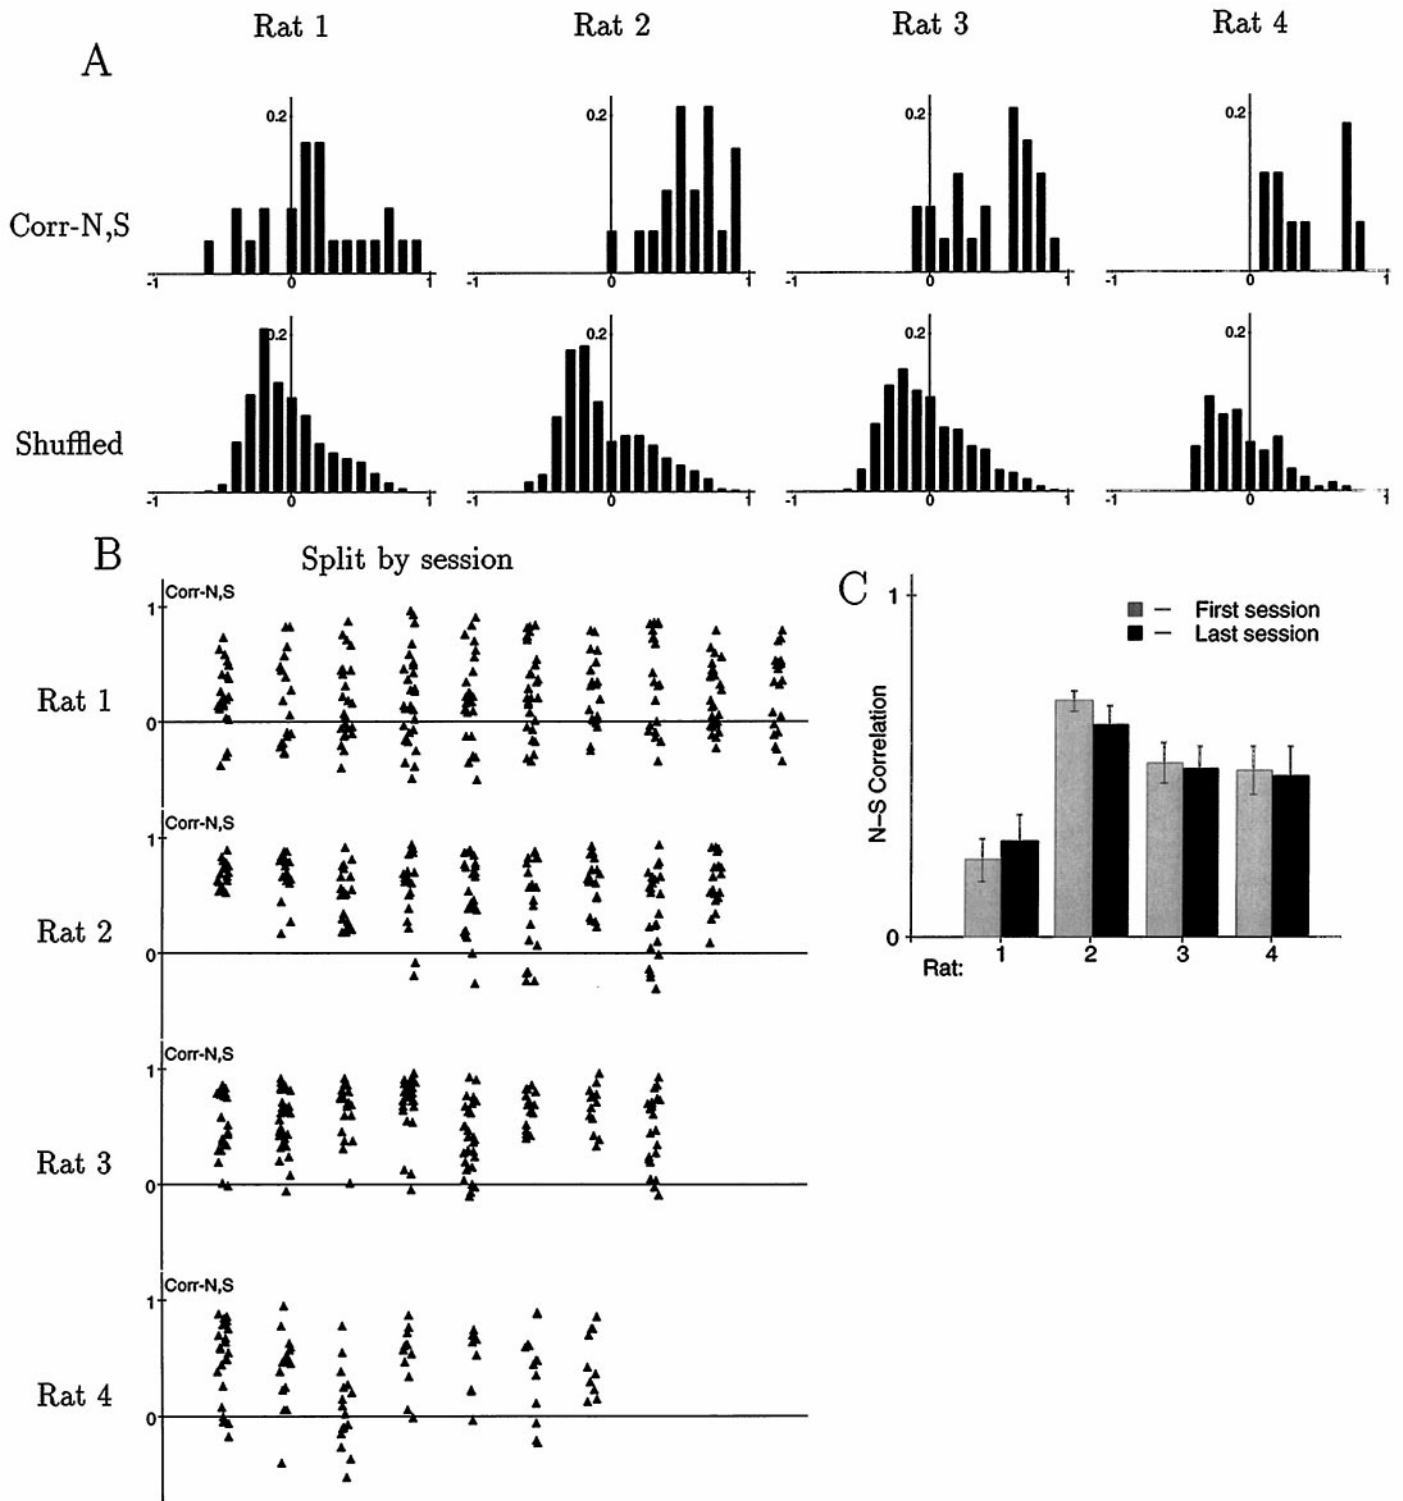 Rat 1 Rat 2 Rat 3 Rat 4
A
0.2 0.2 0.2 0.2
Corr-N,S
-1 0 1 -1 0 1 -1 0 1 -1 0 1
0.2 0.2 0.2 0.2
Shuffled
-1 0 1 -1 0 1 -1 0 1 -1 0 1
B
Split by session
Corr-N,S
1
Rat 1
0
Corr-N,S
1
Rat 2
0
Corr-N,S
1
Rat 3
0
Corr-N,S
1
Rat 4
0
C
1
– First session
– Last session
N–S Correlation
0
Rat: 1 2 3 4